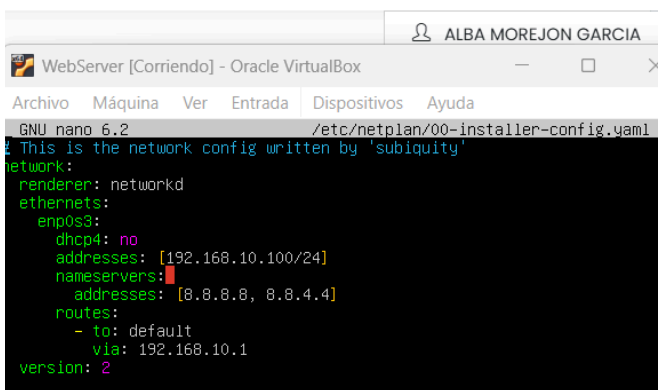 ALBA MOREJON GARCIA
WebServer [Corriendo] - Oracle VirtualBox
Archivo Máquina Ver Entrada Dispositivos Ayuda
GNU nano 6.2 /etc/netplan/00-installer-config.yaml
# This is the network config written by 'subiquity'
network:
  renderer: networkd
  ethernets:
    enp0s3:
      dhcp4: no
      addresses: [192.168.10.100/24]
      nameservers:
        addresses: [8.8.8.8, 8.8.4.4]
      routes:
        - to: default
          via: 192.168.10.1
  version: 2